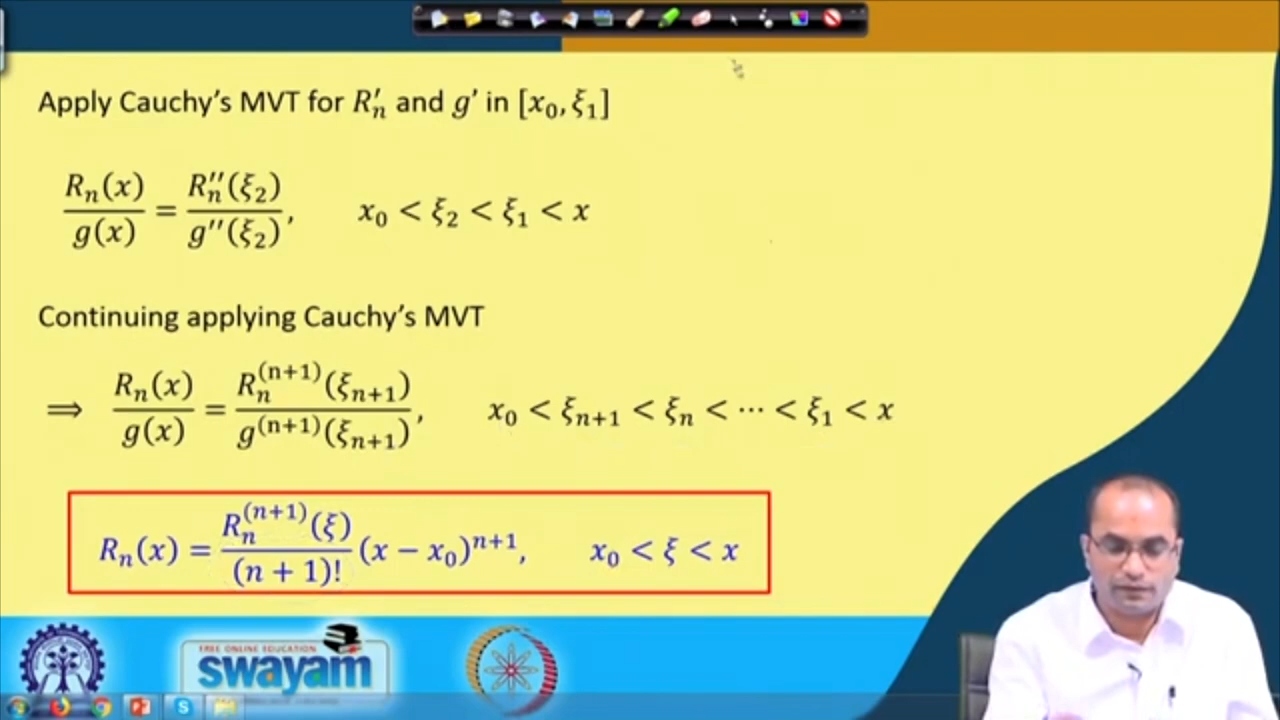 Apply Cauchy's MVT for R′ₙ and g' in [x₀, ξ₁]
Rₙ(x)/g(x) = Rₙ′′(ξ₂)/g′′(ξ₂), x₀ < ξ₂ < ξ₁ < x
Continuing applying Cauchy's MVT
⟹ Rₙ(x)/g(x) = Rₙ⁽ⁿ⁺¹⁾(ξₙ₊₁)/g⁽ⁿ⁺¹⁾(ξₙ₊₁), x₀ < ξₙ₊₁ < ξₙ < ⋯ < ξ₁ < x
Rₙ(x) = Rₙ⁽ⁿ⁺¹⁾(ξ)/(n + 1)! (x − x₀)ⁿ⁺¹, x₀ < ξ < x
FREE ONLINE EDUCATION
swayam